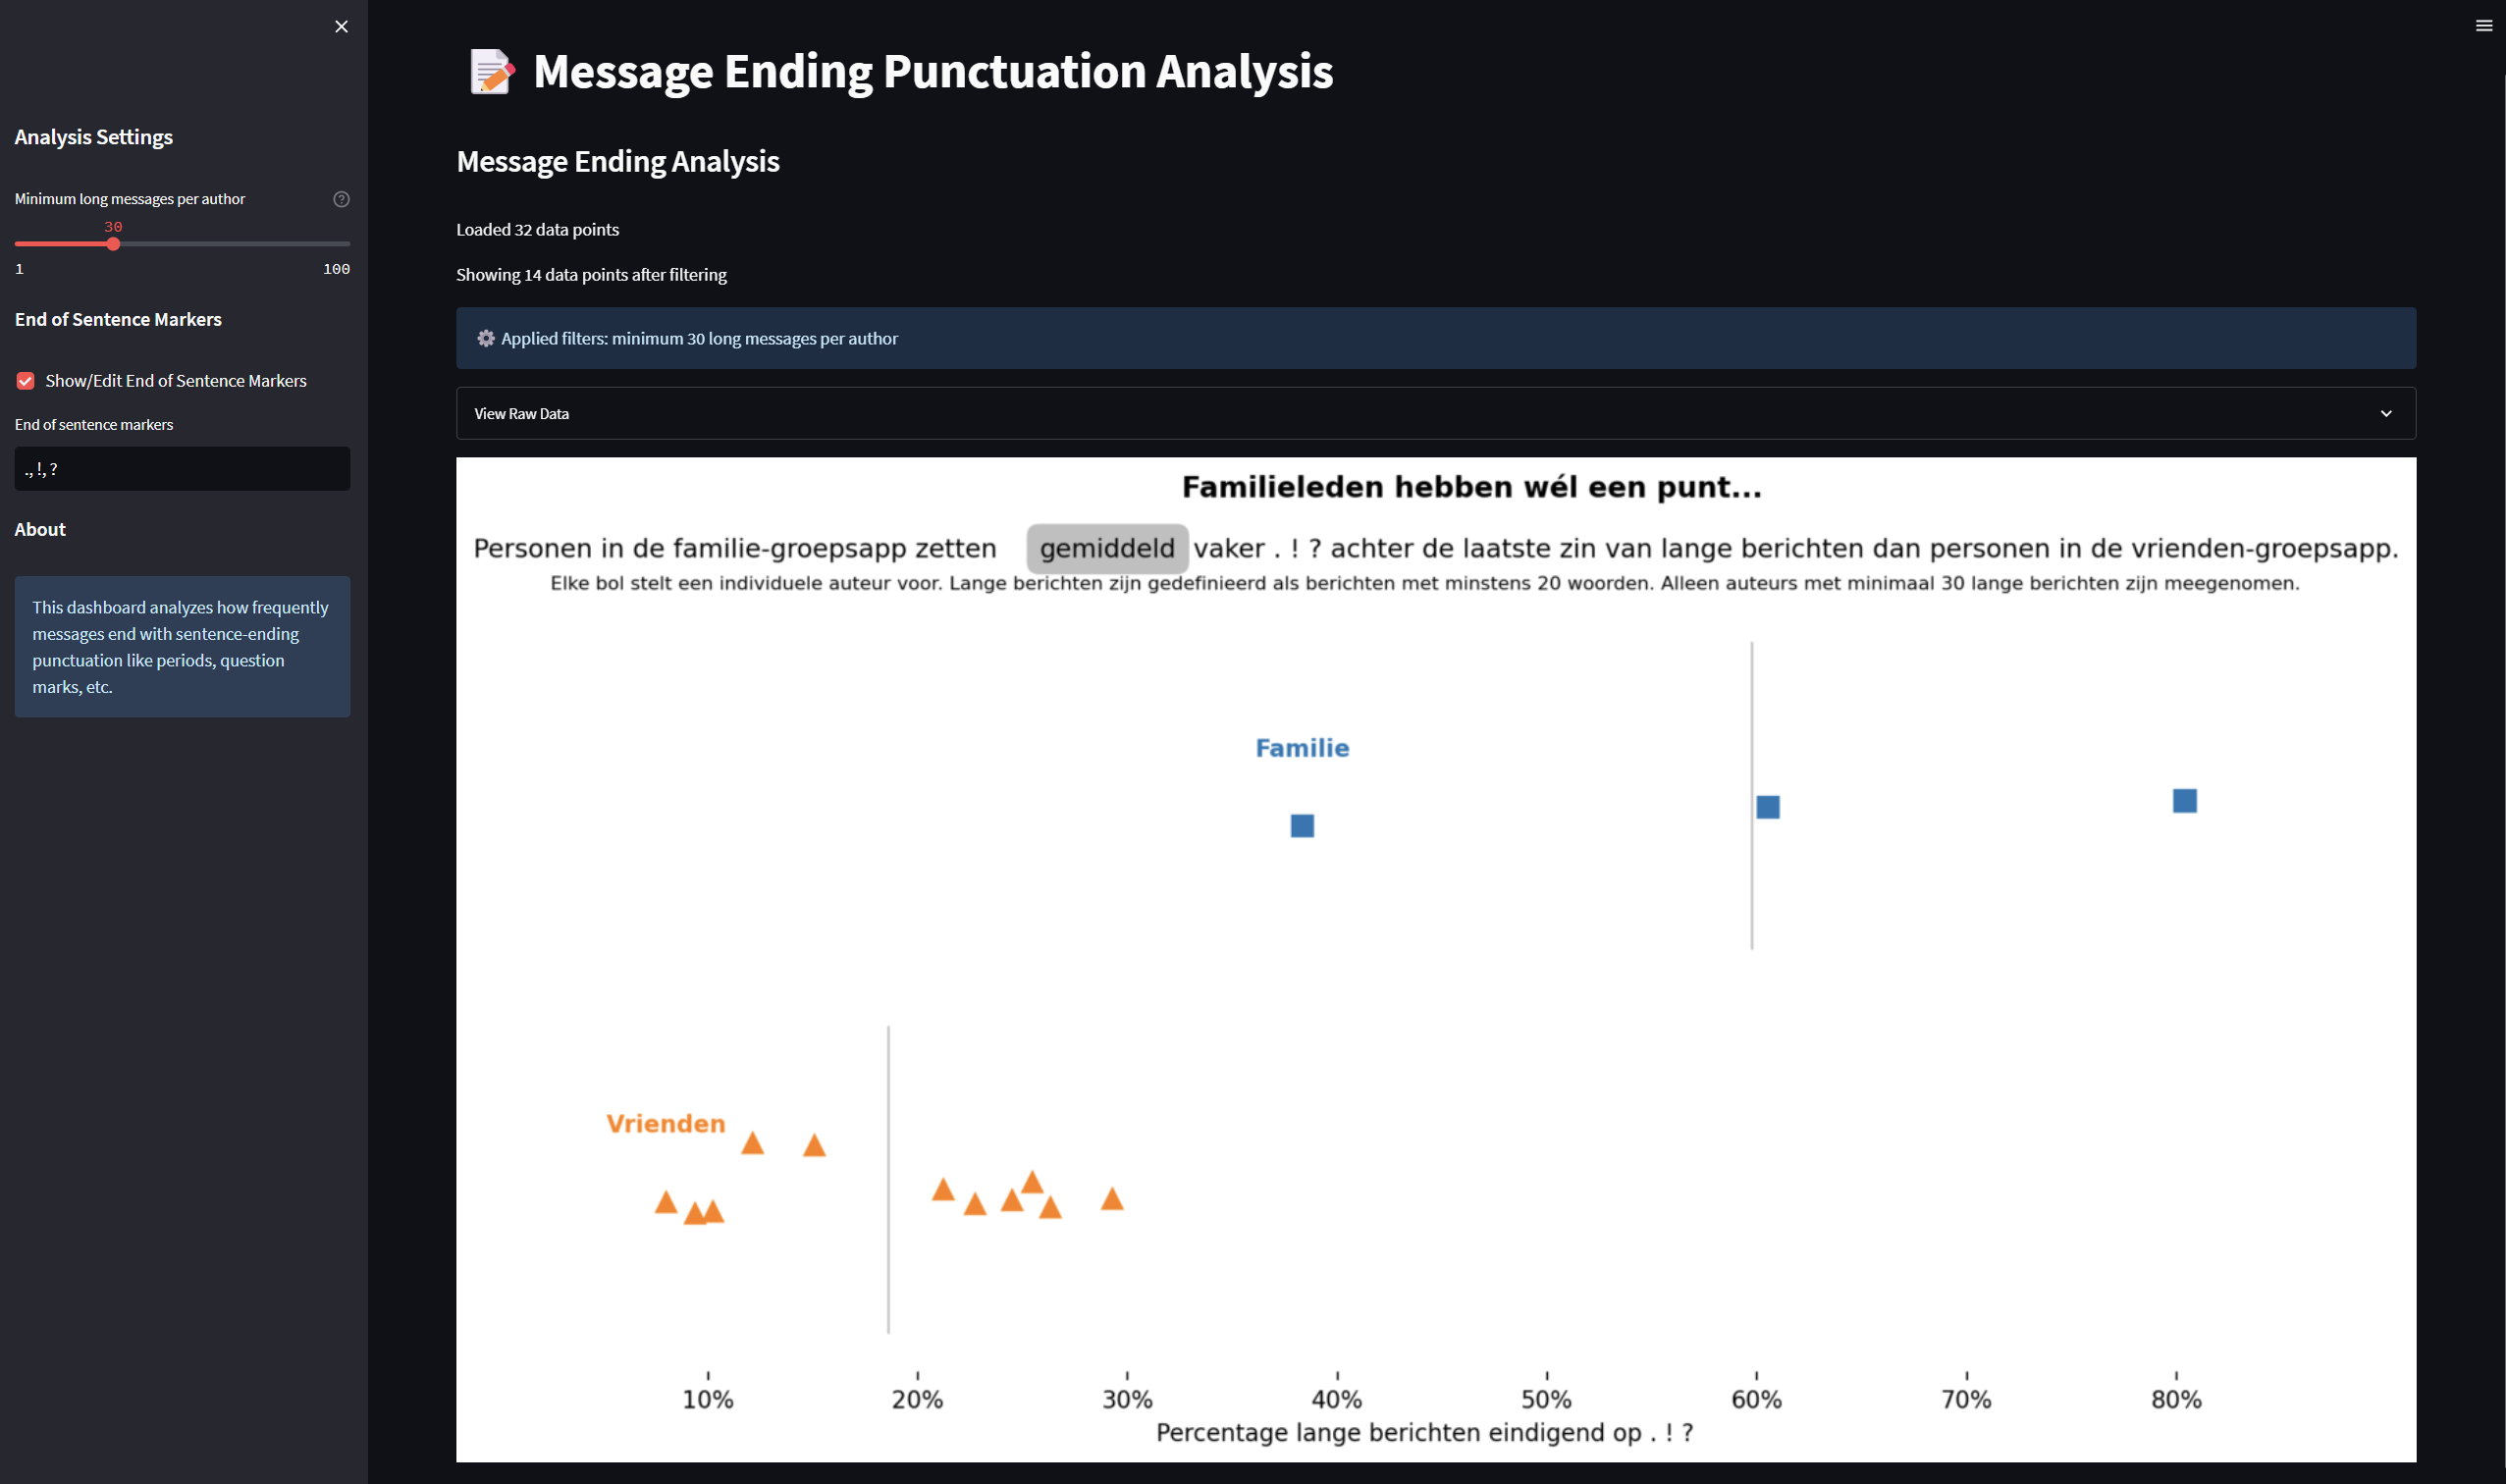 Analysis Settings
Minimum long messages per author
30
1 100
End of Sentence Markers
Show/Edit End of Sentence Markers
End of sentence markers
., !, ?
About
This dashboard analyzes how frequently
messages end with sentence-ending
punctuation like periods, question
marks, etc.
Message Ending Punctuation Analysis
Message Ending Analysis
Loaded 32 data points
Showing 14 data points after filtering
Applied filters: minimum 30 long messages per author
View Raw Data
Familieleden hebben wél een punt...
Personen in de familie-groepsapp zetten gemiddeld vaker . ! ? achter de laatste zin van lange berichten dan personen in de vrienden-groepsapp.
Elke bol stelt een individuele auteur voor. Lange berichten zijn gedefinieerd als berichten met minstens 20 woorden. Alleen auteurs met minimaal 30 lange berichten zijn meegenomen.
Familie
Vrienden
10% 20% 30% 40% 50% 60% 70% 80%
Percentage lange berichten eindigend op . ! ?